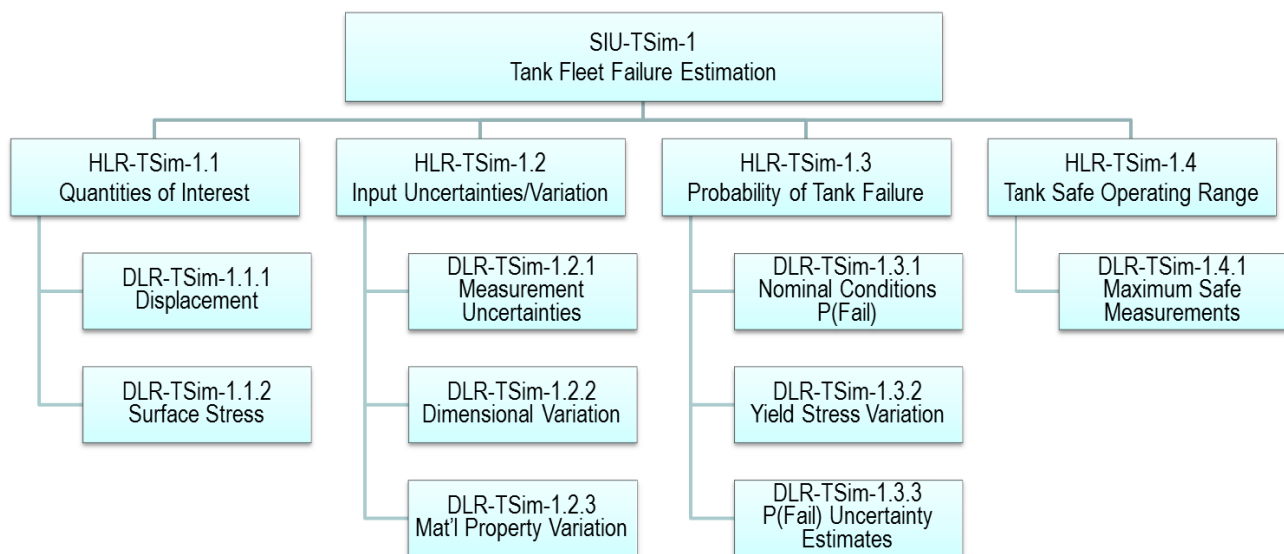 SIU-TSim-1
Tank Fleet Failure Estimation
HLR-TSim-1.1
Quantities of Interest
HLR-TSim-1.2
Input Uncertainties/Variation
HLR-TSim-1.3
Probability of Tank Failure
HLR-TSim-1.4
Tank Safe Operating Range
DLR-TSim-1.1.1
Displacement
DLR-TSim-1.1.2
Surface Stress
DLR-TSim-1.2.1
Measurement
Uncertainties
DLR-TSim-1.2.2
Dimensional Variation
DLR-TSim-1.2.3
Mat'l Property Variation
DLR-TSim-1.3.1
Nominal Conditions
P(Fail)
DLR-TSim-1.3.2
Yield Stress Variation
DLR-TSim-1.3.3
P(Fail) Uncertainty
Estimates
DLR-TSim-1.4.1
Maximum Safe
Measurements